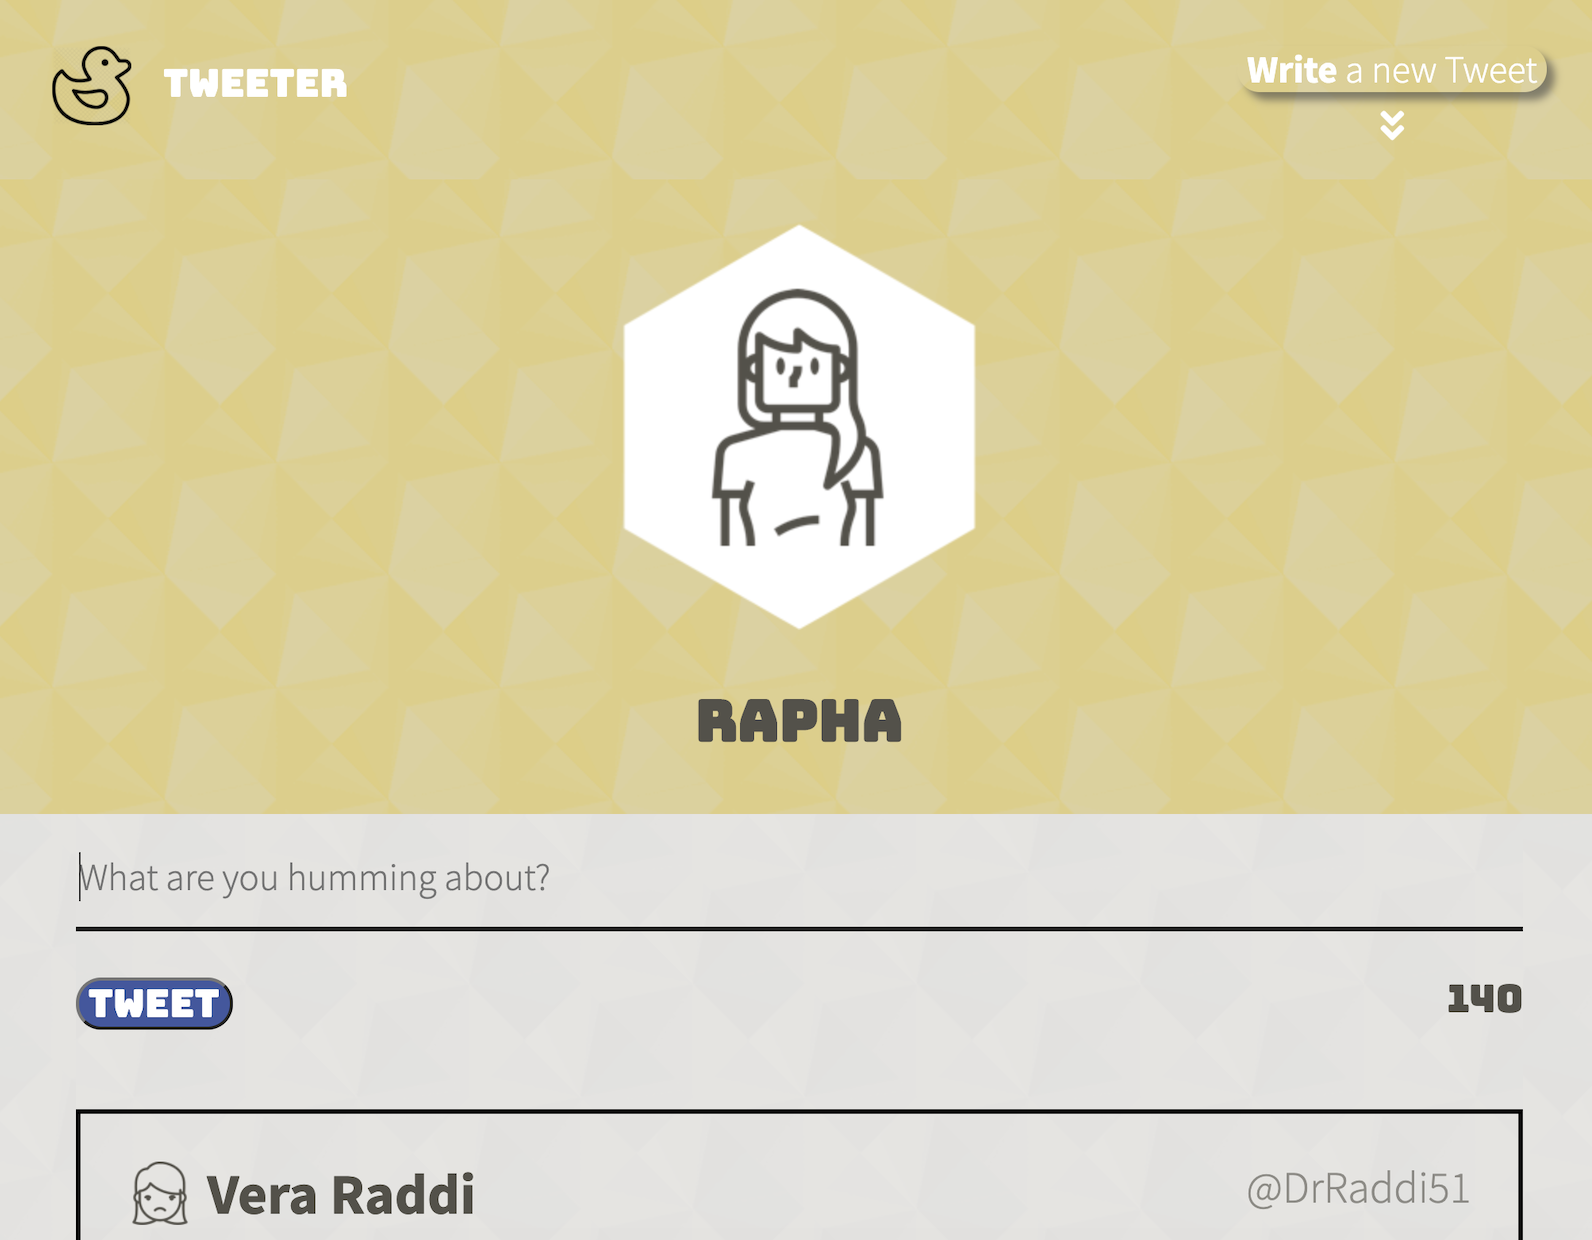 TWEETER
Write a new Tweet
RAPHA
What are you humming about?
TWEET
140
Vera Raddi
@DrRaddi51